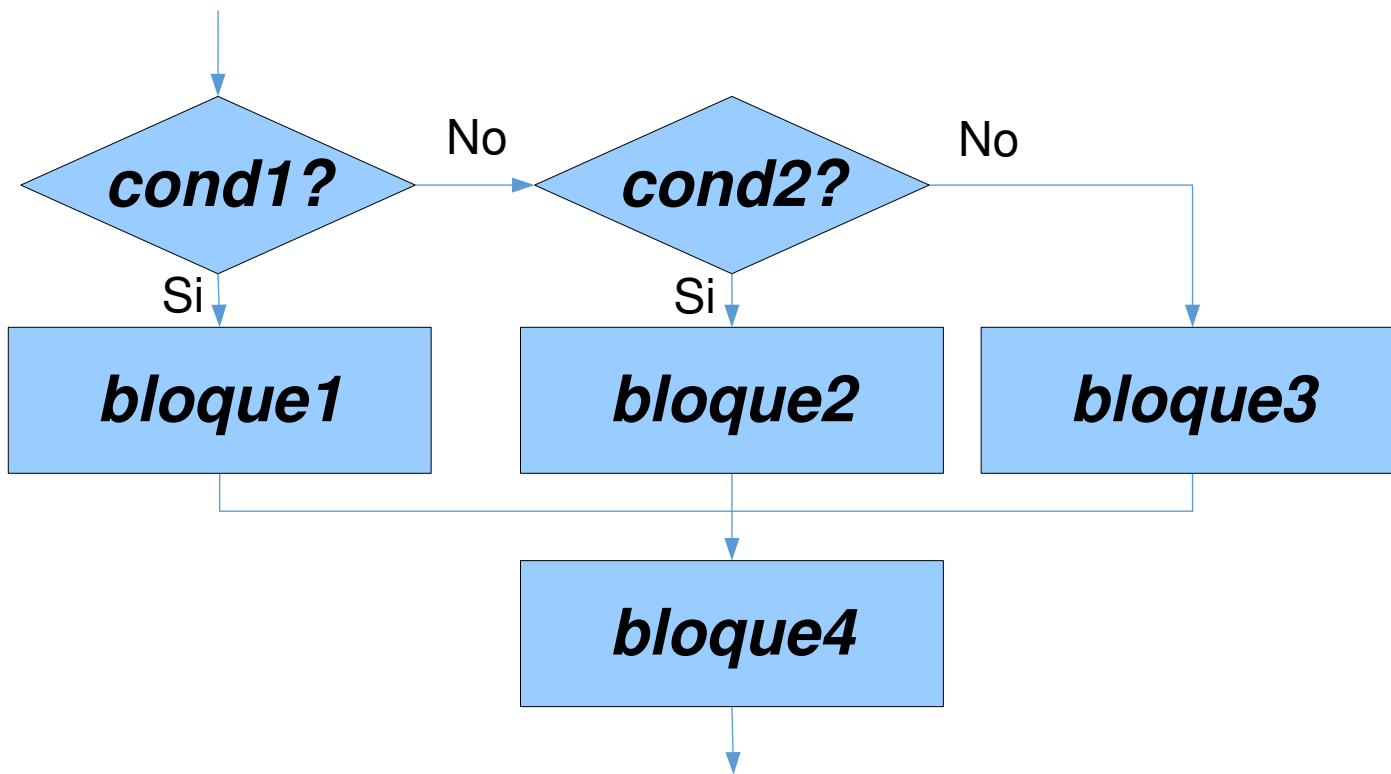 No
No
cond1?
cond2?
Si
Si
bloque1
bloque2
bloque3
bloque4